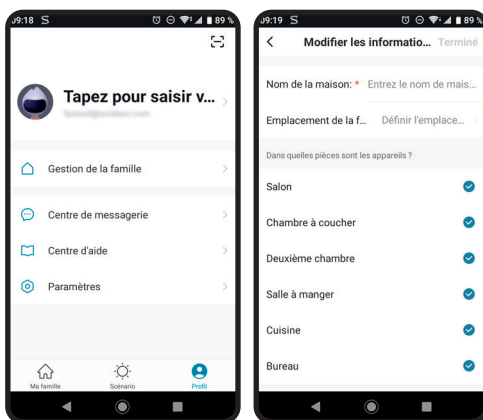 09:18 S 89 %
Tapez pour saisir v...
Gestion de la famille
Centre de messagerie
Centre d'aide
Paramètres
Ma famille
Scénario
Profil
09:19 S 89 %
Modifier les informatio... Terminé
Nom de la maison: * Entrez le nom de mais...
Emplacement de la f... Définir l'emplace...
Dans quelles pièces sont les appareils ?
Salon
Chambre à coucher
Deuxième chambre
Salle à manger
Cuisine
Bureau